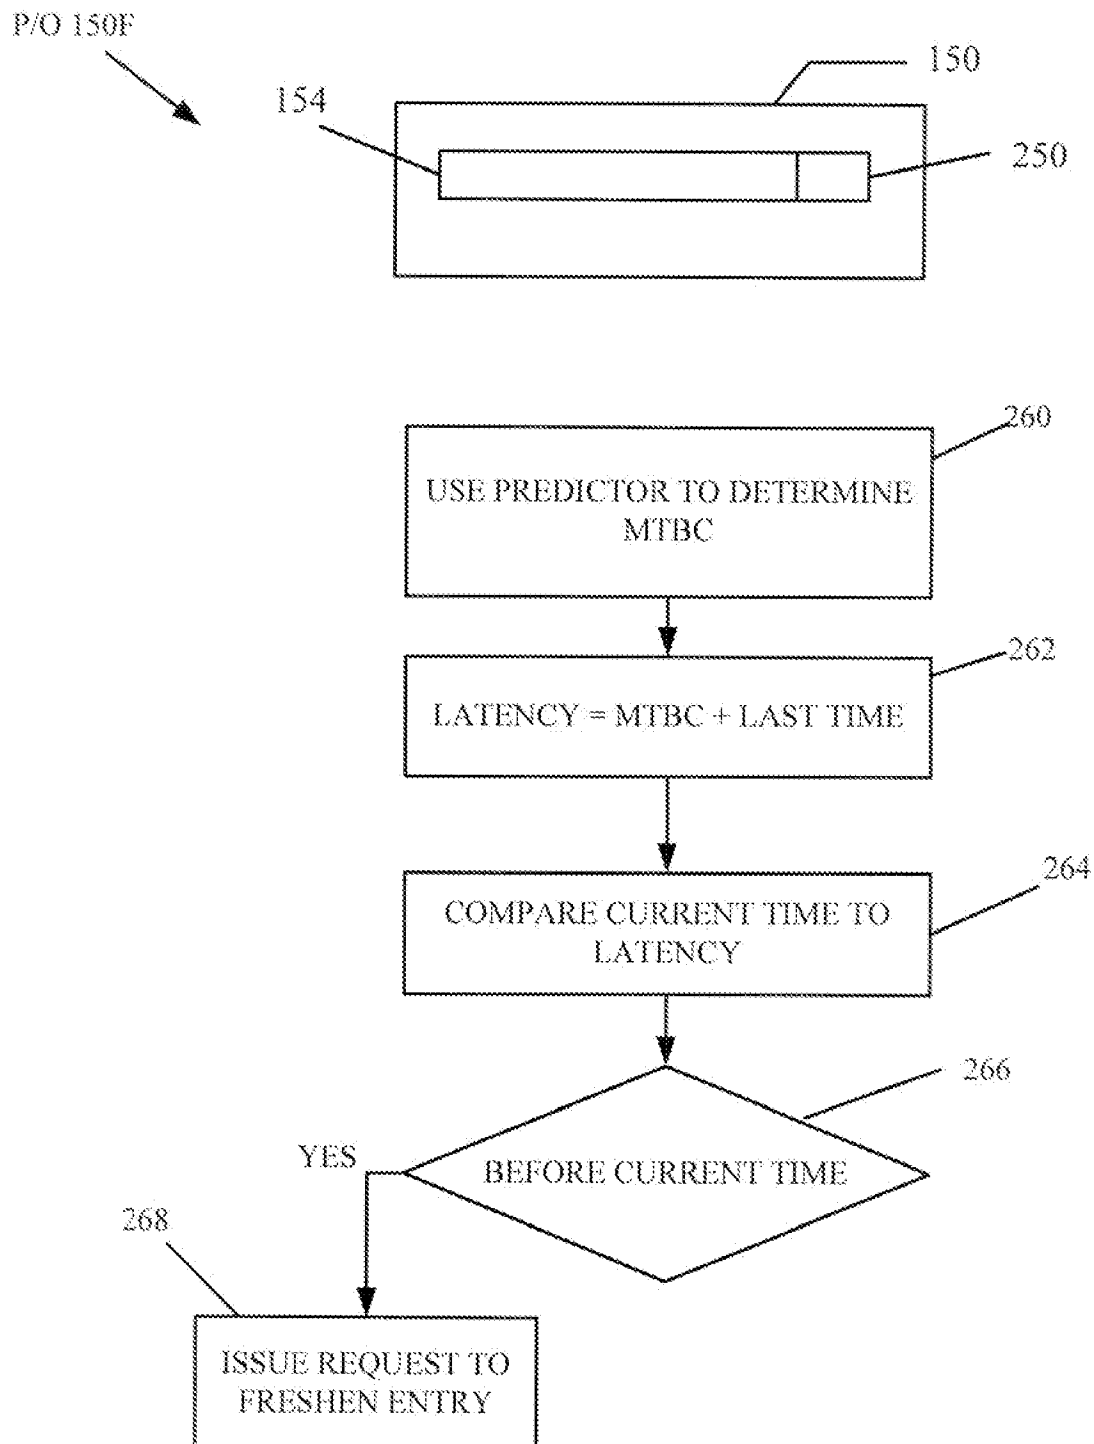 P/O 150F
150
154
250
260
USE PREDICTOR TO DETERMINE
MTBC
262
LATENCY = MTBC + LAST TIME
264
COMPARE CURRENT TIME TO
LATENCY
266
YES
BEFORE CURRENT TIME
268
ISSUE REQUEST TO
FRESHEN ENTRY